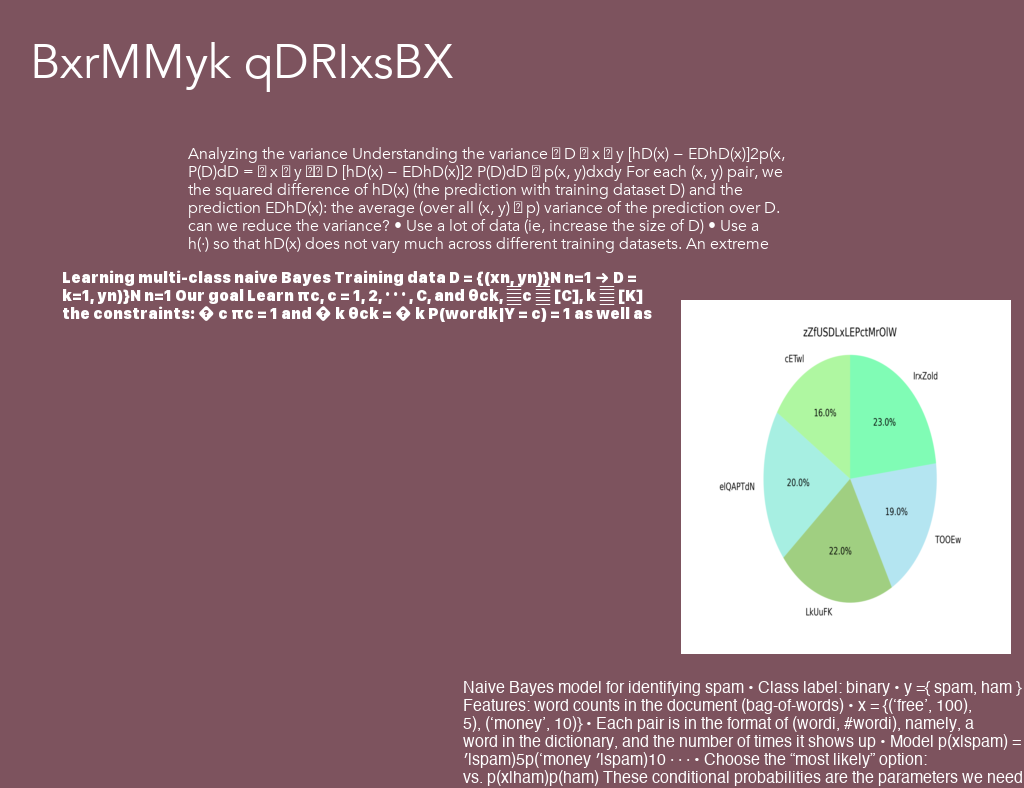 BxrMMyk qDRIxsBX
Analyzing the variance Understanding the variance D x y [hD(x) − EDhD(x)]2p(x,
P(D)dD = x y D [hD(x) − EDhD(x)]2 P(D)dD p(x, y)dxdy For each (x, y) pair, we
the squared difference of hD(x) (the prediction with training dataset D) and the
prediction EDhD(x): the average (over all (x, y) p) variance of the prediction over D.
can we reduce the variance? • Use a lot of data (ie, increase the size of D) • Use a
h(·) so that hD(x) does not vary much across different training datasets. An extreme
Learning multi-class naive Bayes Training data D = {(xn, yn)}N n=1 → D =
k=1, yn)}N n=1 Our goal Learn πc, c = 1, 2, · · · , C, and θck, c [C], k [K]
the constraints: � c πc = 1 and � k θck = � k P(wordk|Y = c) = 1 as well as
zZfUSDLxLEPctMrOlW
cETwl
IrxZoId
16.0%
23.0%
elQAPTdN
20.0%
19.0%
TOOEw
22.0%
LkUuFK
Naive Bayes model for identifying spam • Class label: binary • y ={ spam, ham }
Features: word counts in the document (bag-of-words) • x = {(‘free’, 100),
5), (‘money’, 10)} • Each pair is in the format of (wordi, #wordi), namely, a
word in the dictionary, and the number of times it shows up • Model p(x|spam) =
′|spam)5p(‘money ′|spam)10 · · · • Choose the “most likely” option:
vs. p(x|ham)p(ham) These conditional probabilities are the parameters we need